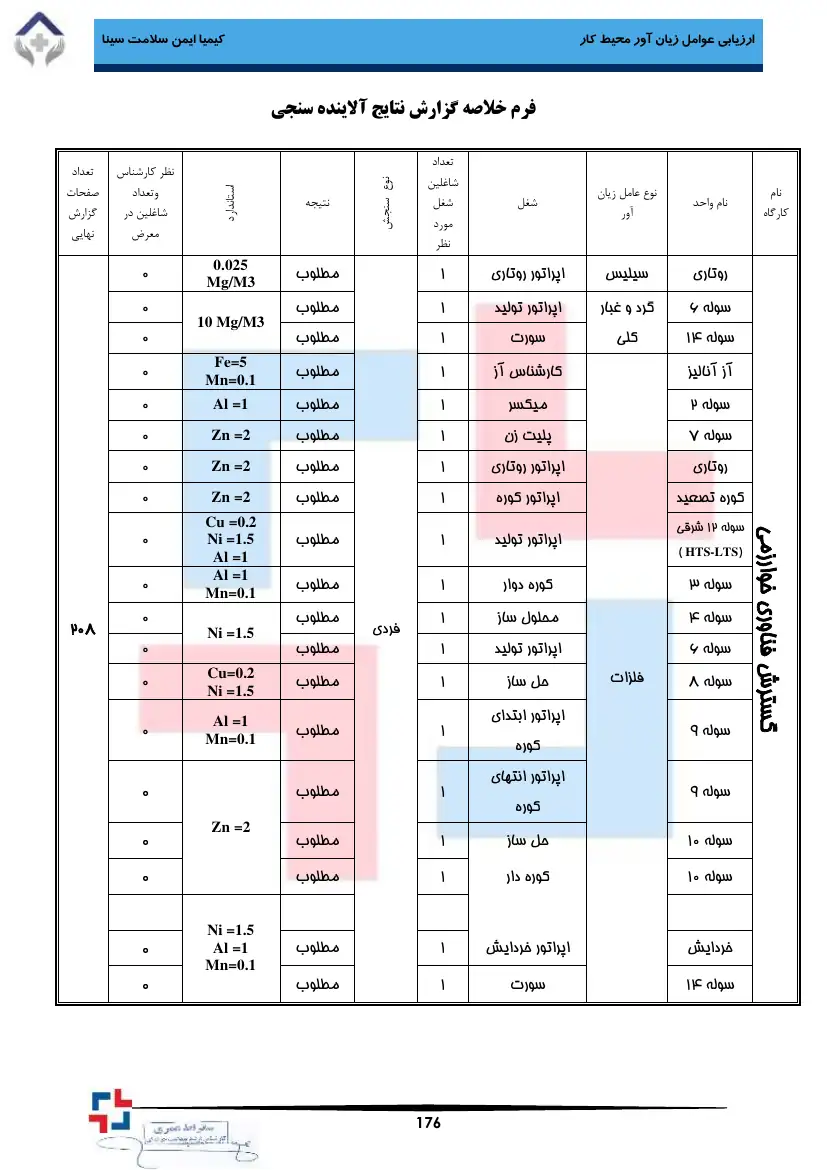 ارزیابی عوامل زیان آور محیط کار
کیمیا ایمن سلامت سینا
فرم خلاصه گزارش نتایج آلاینده سنجی
نام کارگاه | نام واحد | نوع عامل زیان آور | شغل | تعداد شاغلین شغل مورد نظر | نوع سنجش | نتیجه | استاندارد | نظر کارشناس وتعداد شاغلین در معرض | تعداد صفحات گزارش نهایی
گسترش فناوری خوارزمی | روتاری | سیلیس | اپراتور روتاری | ۱ | فردی | مطلوب | 0.025 Mg/M3 | ۰ | ۲۰۸
سوله ۶ | گرد و غبار کلی | اپراتور تولید | ۱ | مطلوب | 10 Mg/M3 | ۰
سوله ۱۴ | سورت | ۱ | مطلوب | ۰
آز آنالیز | فلزات | کارشناس آز | ۱ | مطلوب | Fe=5 Mn=0.1 | ۰
سوله ۲ | میکسر | ۱ | مطلوب | Al =1 | ۰
سوله ۷ | پلیت زن | ۱ | مطلوب | Zn =2 | ۰
روتاری | اپراتور روتاری | ۱ | مطلوب | Zn =2 | ۰
کوره تصعید | اپراتور کوره | ۱ | مطلوب | Zn =2 | ۰
سوله ۱۲ شرقی (HTS-LTS) | اپراتور تولید | ۱ | مطلوب | Cu =0.2 Ni =1.5 Al =1 | ۰
سوله ۳ | کوره دوار | ۱ | مطلوب | Al =1 Mn=0.1 | ۰
سوله ۴ | محلول ساز | ۱ | مطلوب | Ni =1.5 | ۰
سوله ۶ | اپراتور تولید | ۱ | مطلوب | ۰
سوله ۸ | حل ساز | ۱ | مطلوب | Cu=0.2 Ni =1.5 | ۰
سوله ۹ | اپراتور ابتدای کوره | ۱ | مطلوب | Al =1 Mn=0.1 | ۰
سوله ۹ | اپراتور انتهای کوره | ۱ | مطلوب | Zn =2 | ۰
سوله ۱۰ | حل ساز | ۱ | مطلوب | ۰
سوله ۱۰ | کوره دار | ۱ | مطلوب | ۰
خردایش | اپراتور خردایش | ۱ | مطلوب | Ni =1.5 Al =1 Mn=0.1 | ۰
سوله ۱۴ | سورت | ۱ | مطلوب | ۰
176